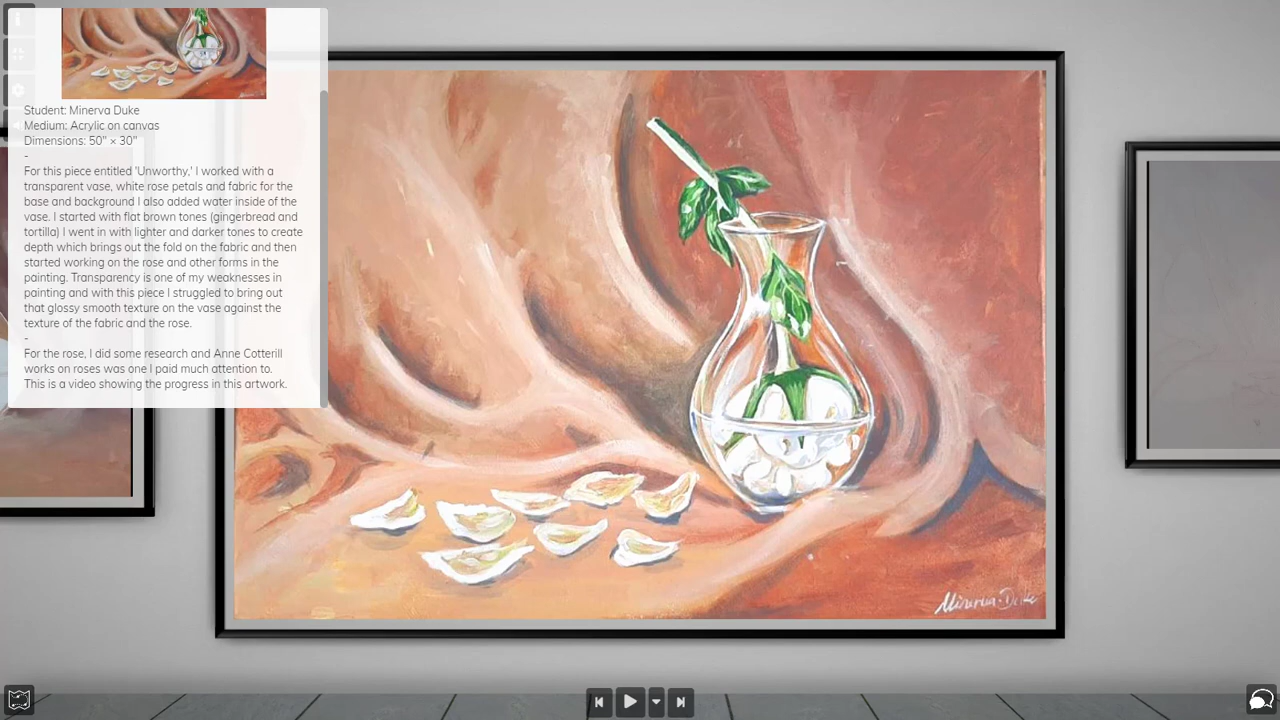 Student: Minerva Duke
Medium: Acrylic on canvas
Dimensions: 50" × 30"
-
For this piece entitled 'Unworthy,' I worked with a
transparent vase, white rose petals and fabric for the
base and background I also added water inside of the
vase. I started with flat brown tones (gingerbread and
tortilla) I went in with lighter and darker tones to create
depth which brings out the fold on the fabric and then
started working on the rose and other forms in the
painting. Transparency is one of my weaknesses in
painting and with this piece I struggled to bring out
that glossy smooth texture on the vase against the
texture of the fabric and the rose.
-
For the rose, I did some research and Anne Cotterill
works on roses was one I paid much attention to.
This is a video showing the progress in this artwork.
Minerva-Duke